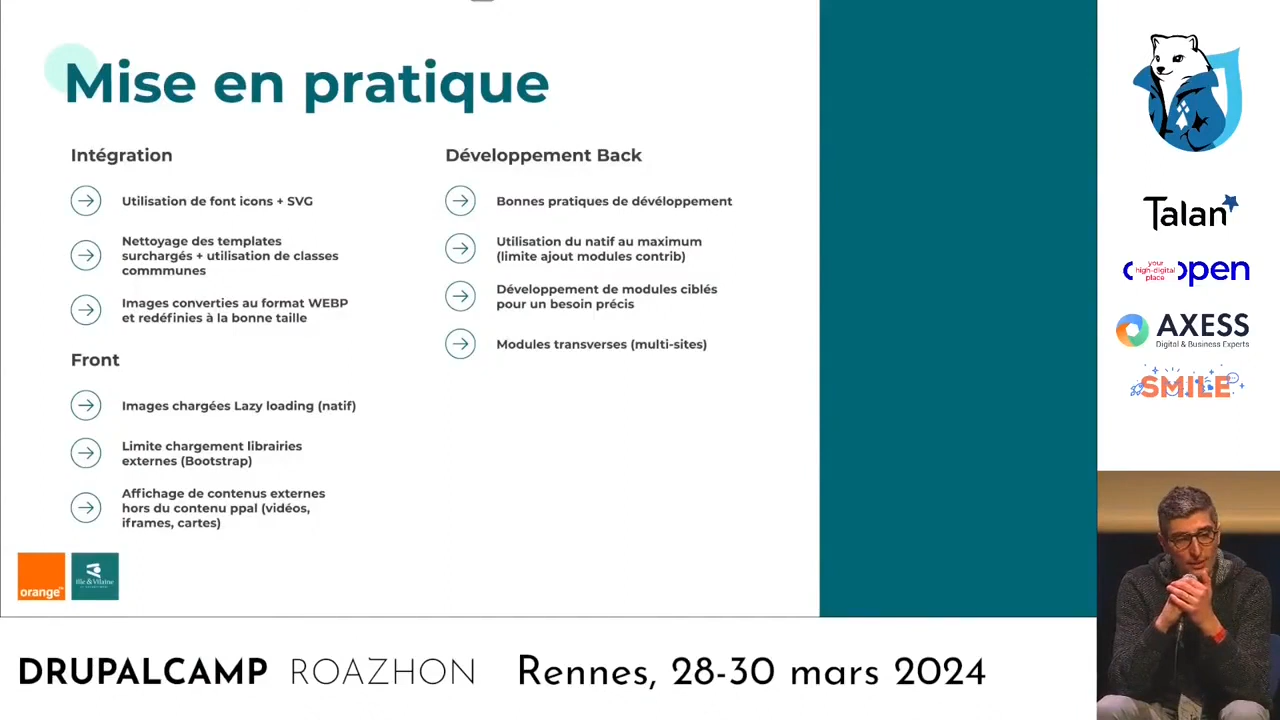 Mise en pratique
Intégration
Utilisation de font icons + SVG
Nettoyage des templates
surchargés + utilisation de classes
commmunes
Images converties au format WEBP
et redéfinies à la bonne taille
Front
Images chargées Lazy loading (natif)
Limite chargement librairies
externes (Bootstrap)
Affichage de contenus externes
hors du contenu ppal (vidéos,
iframes, cartes)
Développement Back
Bonnes pratiques de dévéloppement
Utilisation du natif au maximum
(limite ajout modules contrib)
Développement de modules ciblés
pour un besoin précis
Modules transverses (multi-sites)
orange™
Ille & Vilaine
Talan
your
high-digital
place
open
AXESS
Digital & Business Experts
SMILE
DRUPALCAMP ROAZHON Rennes, 28-30 mars 2024